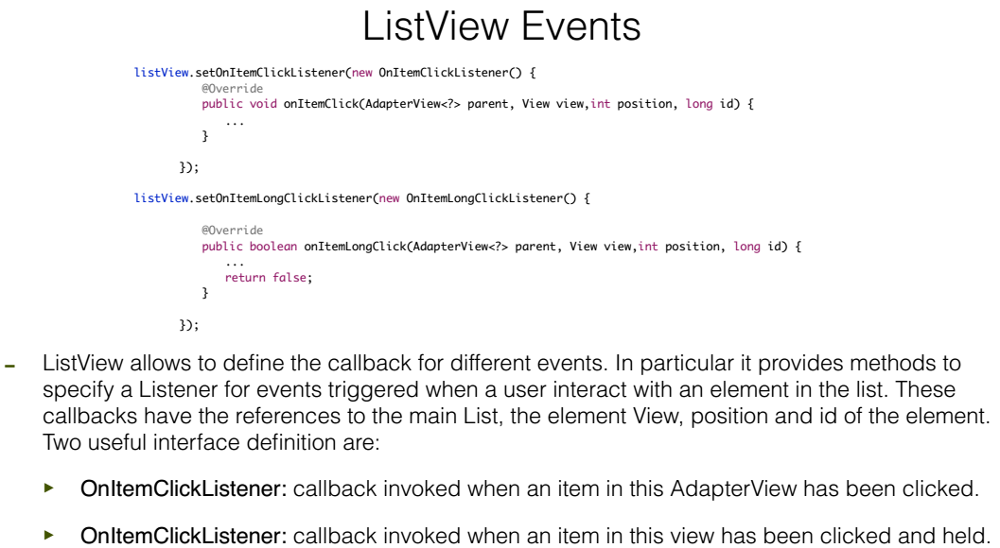 ListView Events
listView.setOnItemClickListener(new OnItemClickListener() {
@Override
public void onItemClick(AdapterView<?> parent, View view,int position, long id) {
...
}
});
listView.setOnItemLongClickListener(new OnItemLongClickListener() {
@Override
public boolean onItemLongClick(AdapterView<?> parent, View view,int position, long id) {
...
return false;
}
});
- ListView allows to define the callback for different events. In particular it provides methods to
specify a Listener for events triggered when a user interact with an element in the list. These
callbacks have the references to the main List, the element View, position and id of the element.
Two useful interface definition are:
‣ OnItemClickListener: callback invoked when an item in this AdapterView has been clicked.
‣ OnItemClickListener: callback invoked when an item in this view has been clicked and held.